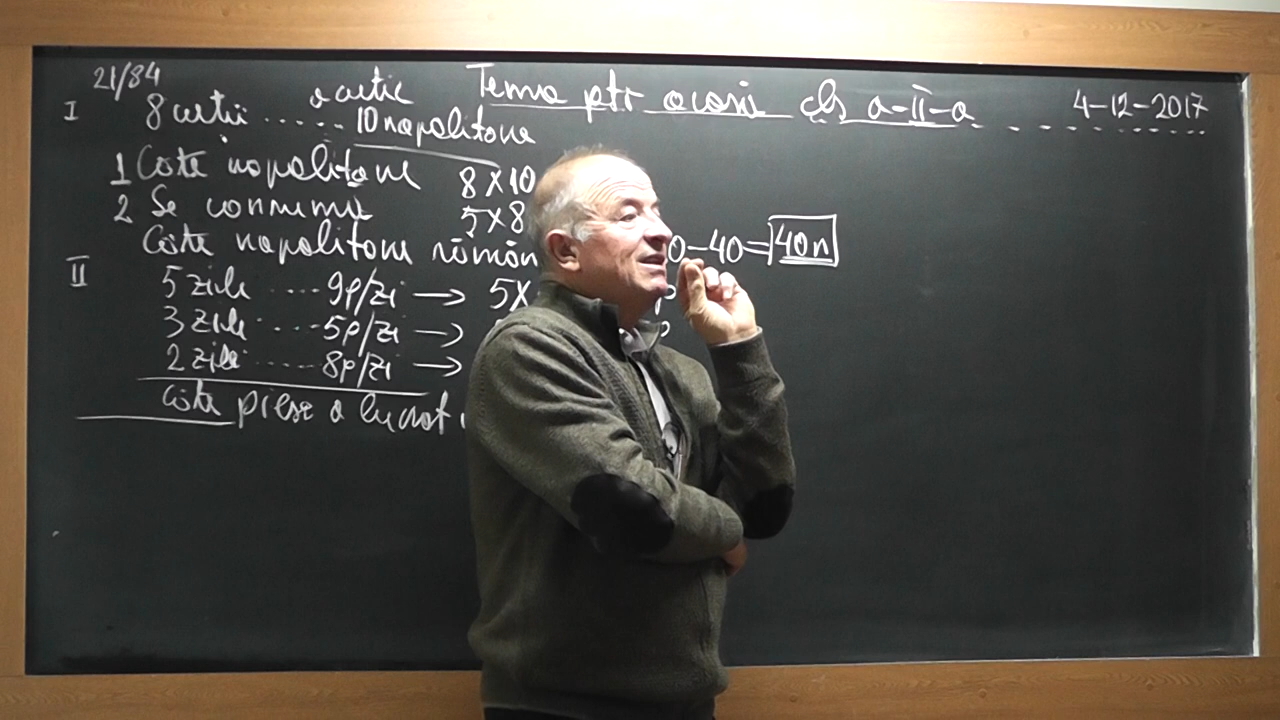 21/84 o cutie Tema ptr acasă cls a-II-a 4-12-2017
I 8 cutii ..... 10 napolitane
1 Câte napolitane 8×10
2 Se consumă 5×8
Câte napolitane rămân 0-40=40n
II 5 zile .... 9p/zi → 5×
3 zile .... 5p/zi →
2 zile ..... 8p/zi →
Câte piese a lucrat